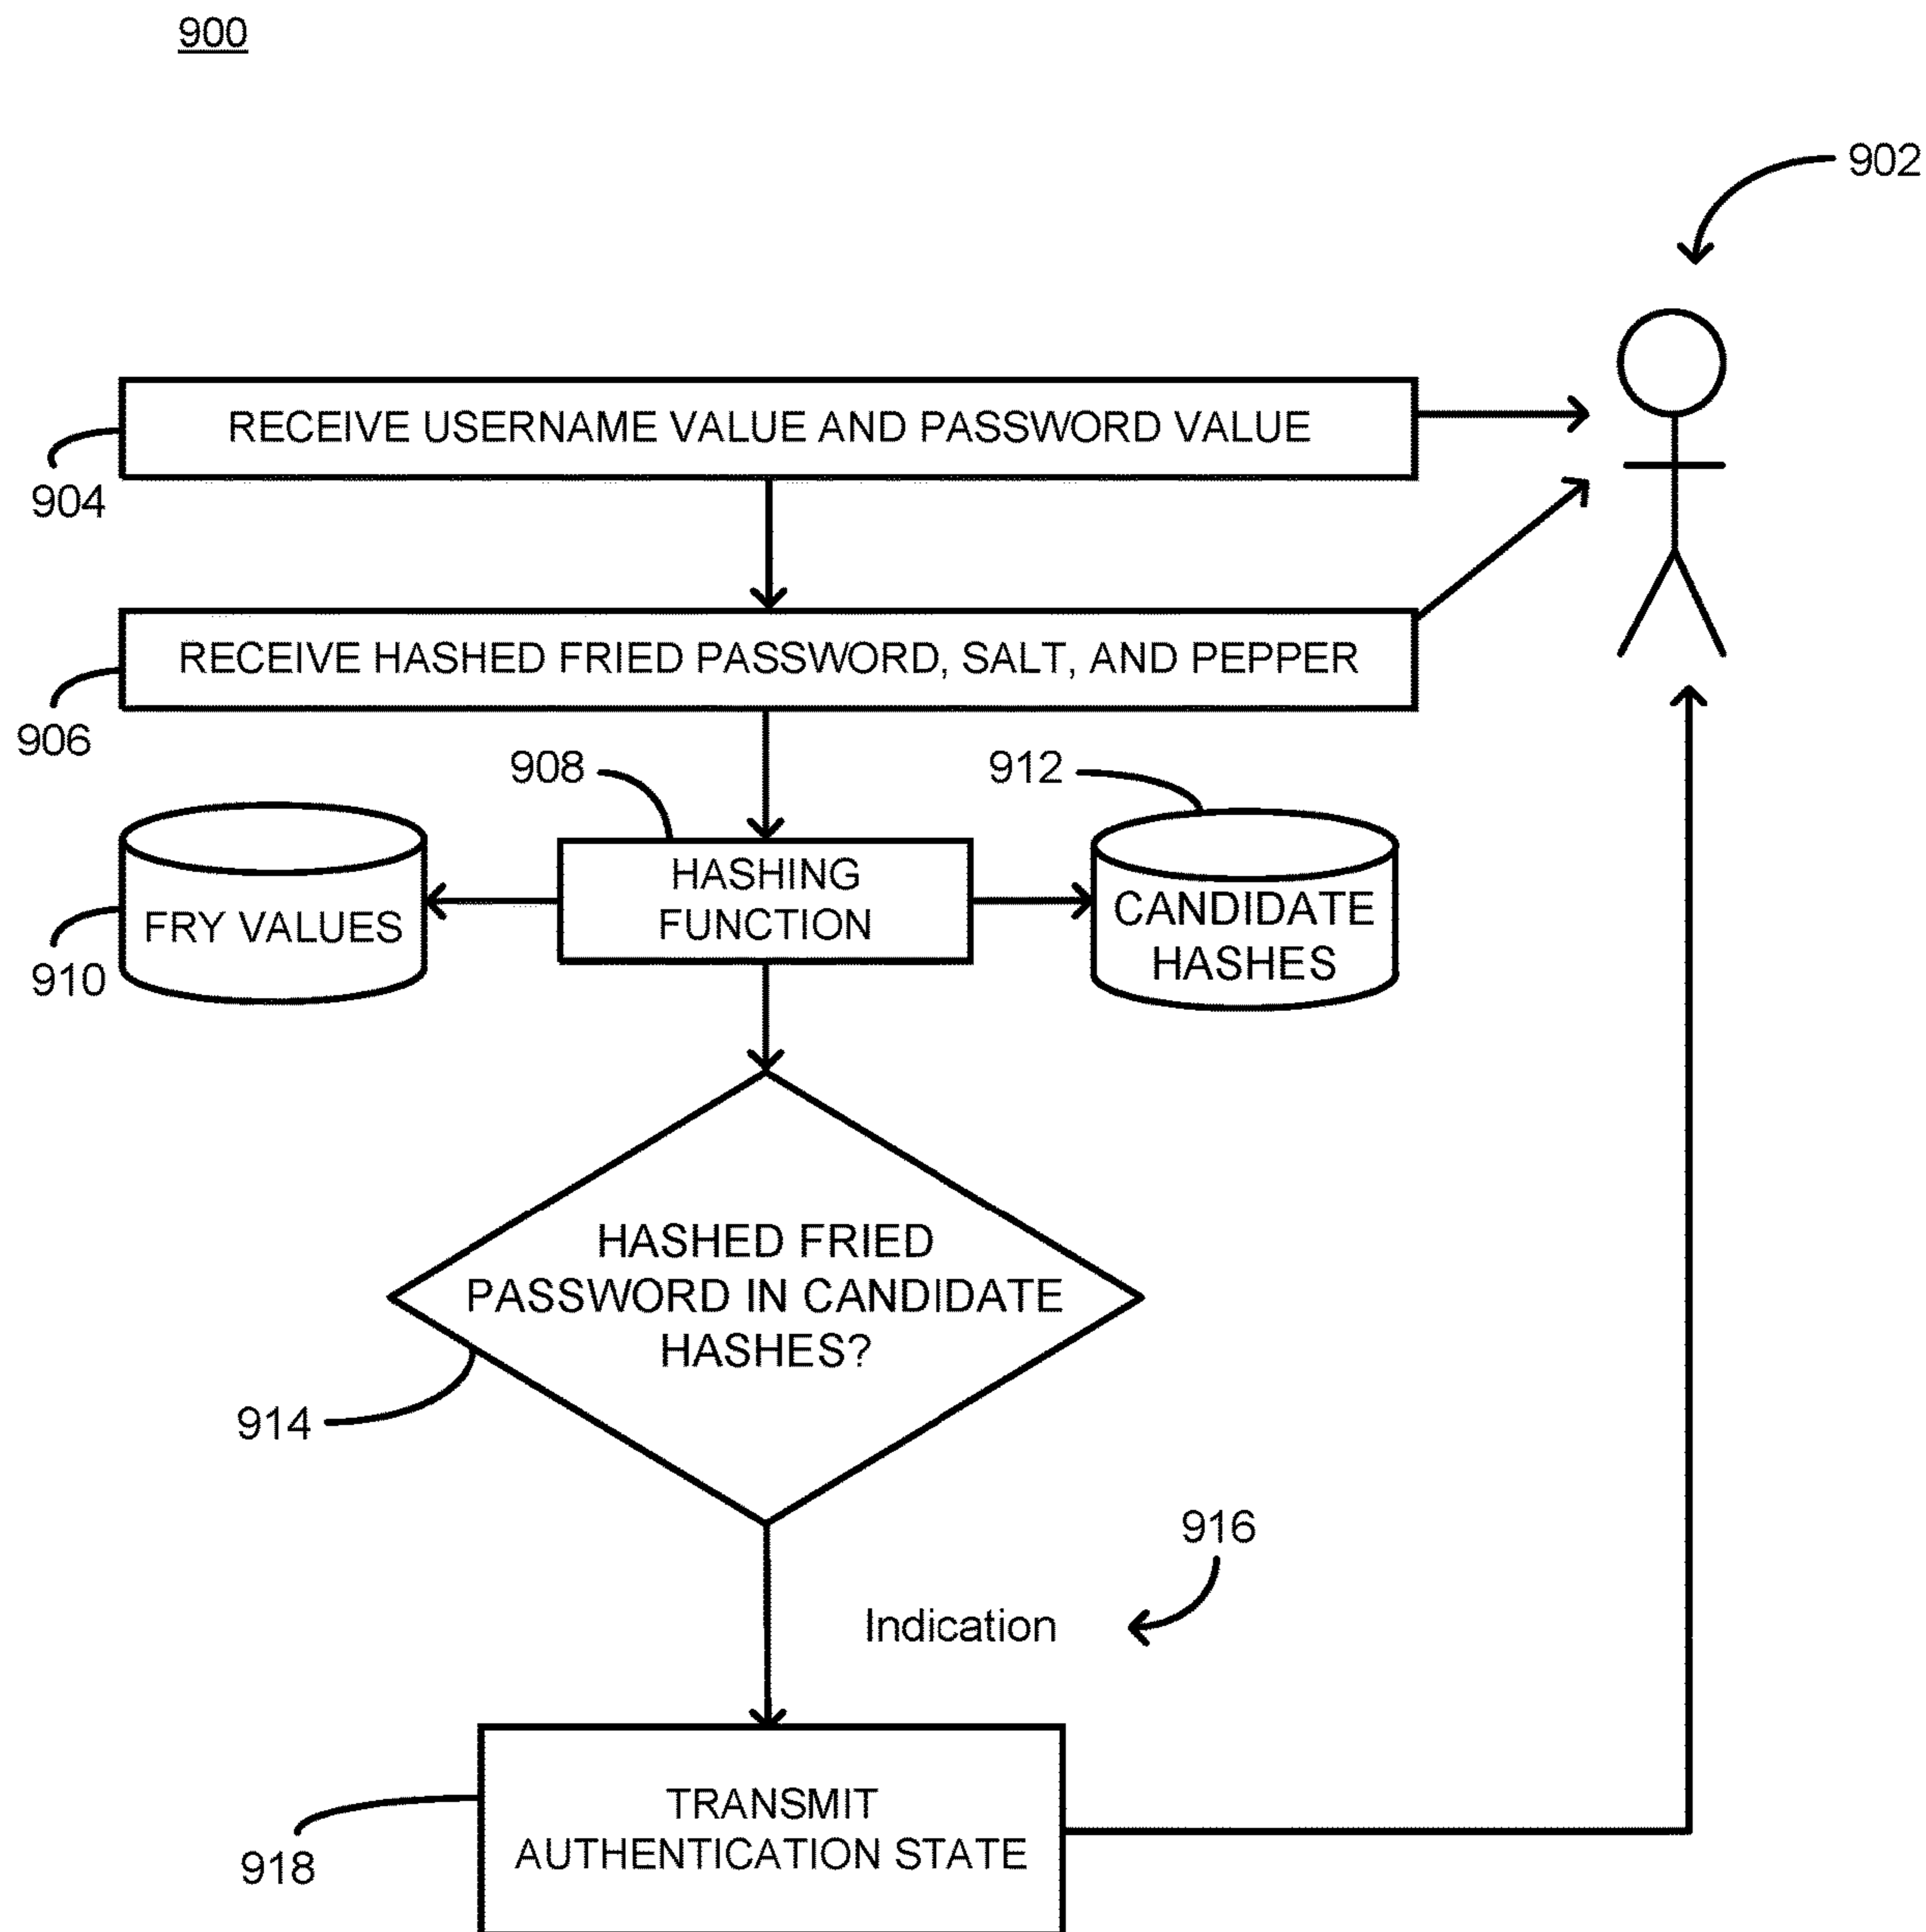 900
902
RECEIVE USERNAME VALUE AND PASSWORD VALUE
904
RECEIVE HASHED FRIED PASSWORD, SALT, AND PEPPER
906
908
912
HASHING
FUNCTION
FRY VALUES
CANDIDATE
HASHES
910
HASHED FRIED
PASSWORD IN CANDIDATE
HASHES?
914
916
Indication
TRANSMIT
AUTHENTICATION STATE
918